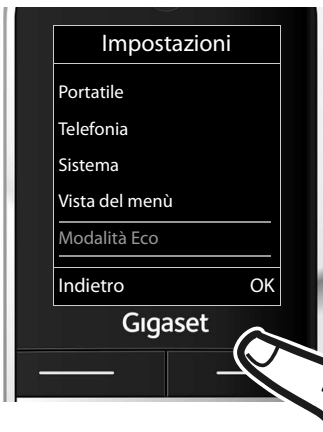 Impostazioni
Portatile
Telefonia
Sistema
Vista del menù
Modalità Eco
Indietro OK
Gigaset